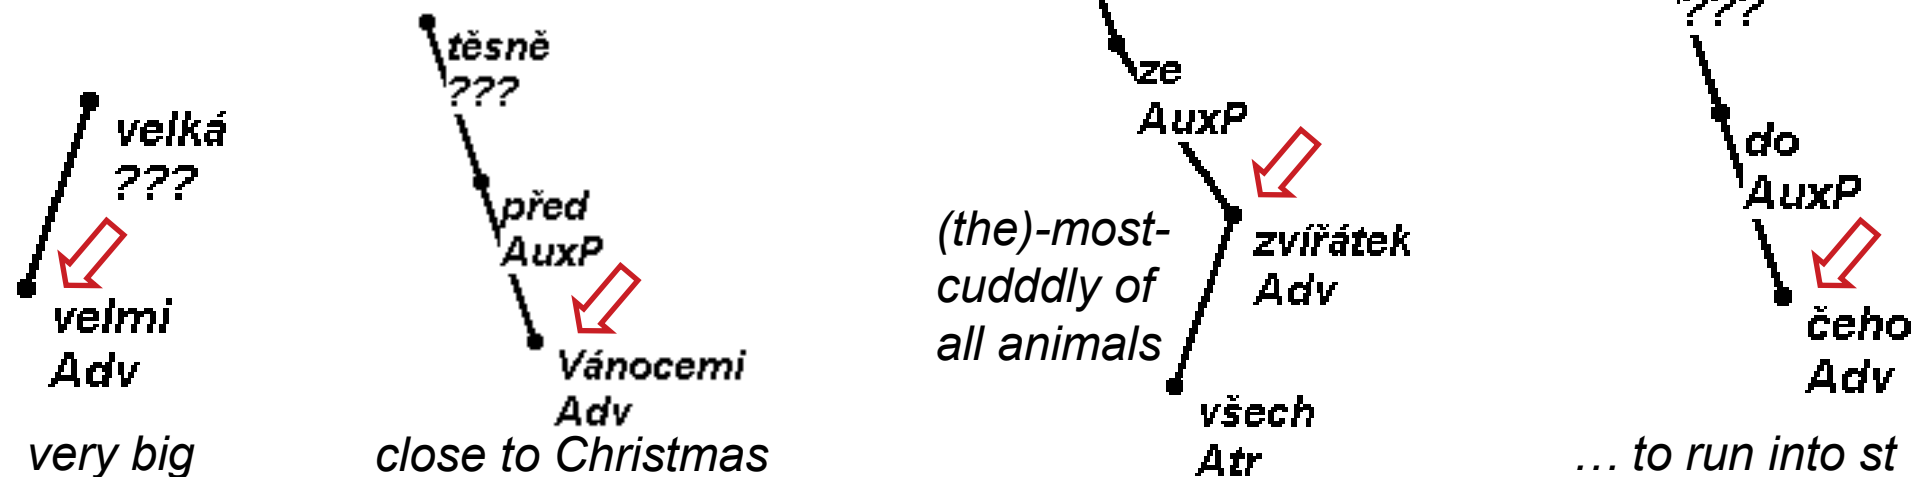 velká
???
velmi
Adv
very big
těsně
???
před
AuxP
Vánocemi
Adv
close to Christmas
ze
AuxP
(the)-most-
cudddly of
all animals
zvířátek
Adv
všech
Atr
???
do
AuxP
čeho
Adv
… to run into st